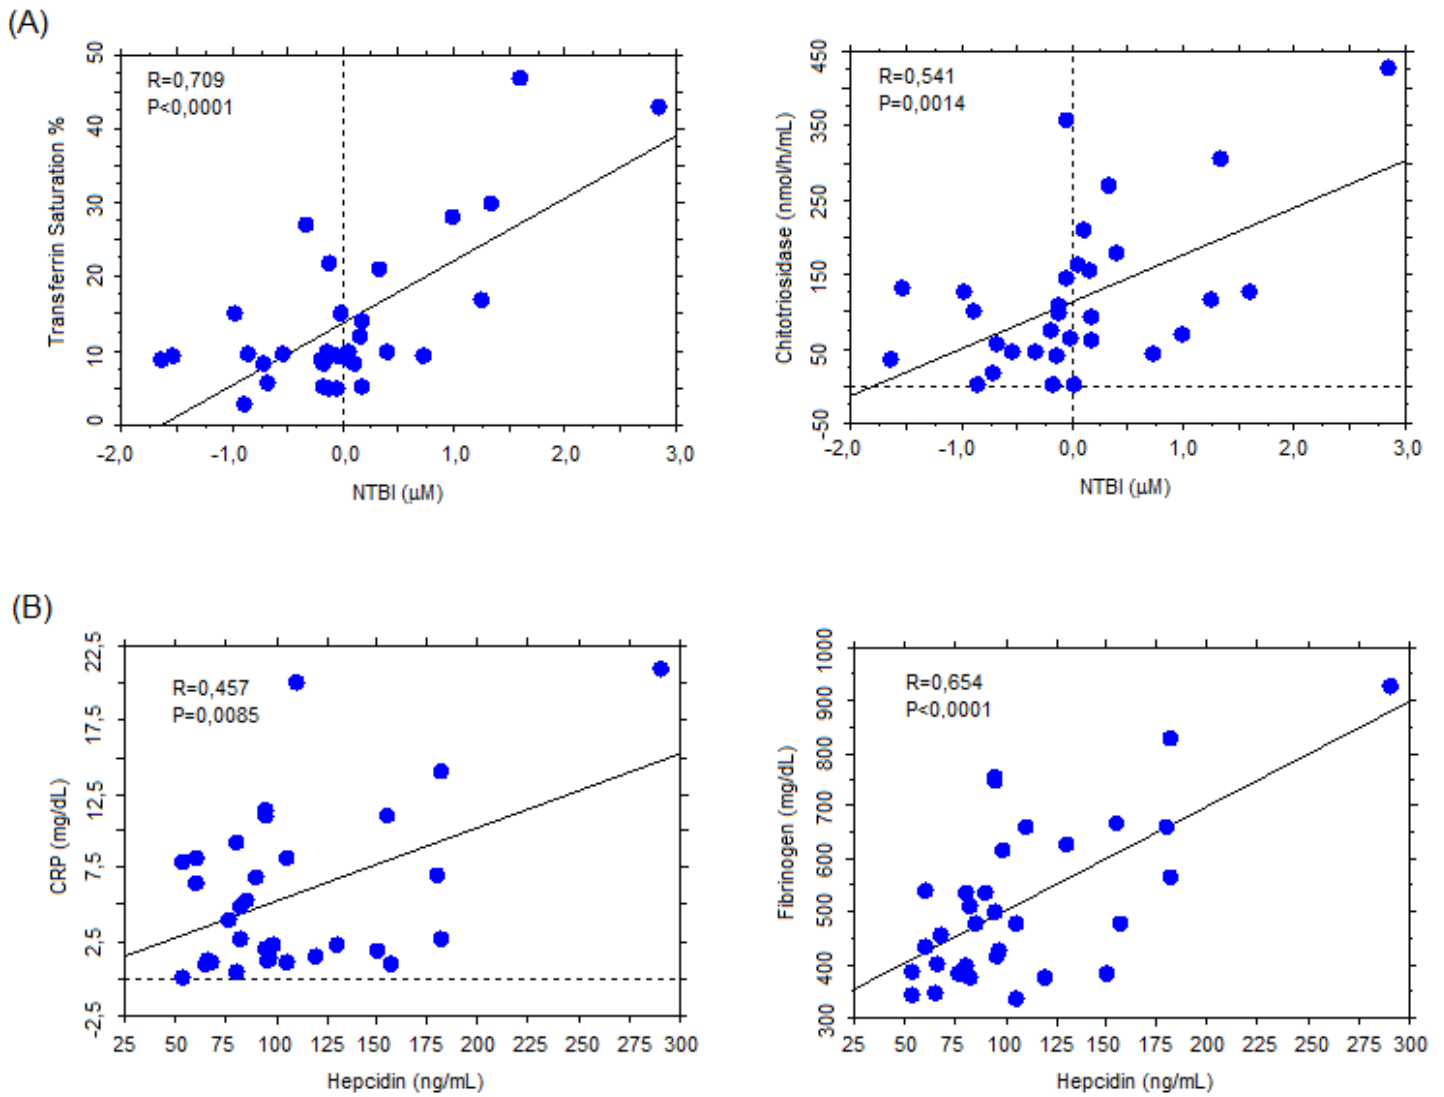 (A)
R=0,709
P<0,0001
Transferrin Saturation %
50
40
30
20
10
0
-2,0 -1,0 0,0 1,0 2,0 3,0
NTBI (µM)
R=0,541
P=0,0014
Chitotriosidase (nmol/h/mL)
450
350
250
150
50
-50
-2,0 -1,0 0,0 1,0 2,0 3,0
NTBI (µM)
(B)
R=0,457
P=0,0085
CRP (mg/dL)
22,5
17,5
12,5
7,5
2,5
-2,5
25 50 75 100 125 150 175 200 225 250 275 300
Hepcidin (ng/mL)
R=0,654
P<0,0001
Fibrinogen (mg/dL)
1000
900
800
700
600
500
400
300
25 50 75 100 125 150 175 200 225 250 275 300
Hepcidin (ng/mL)